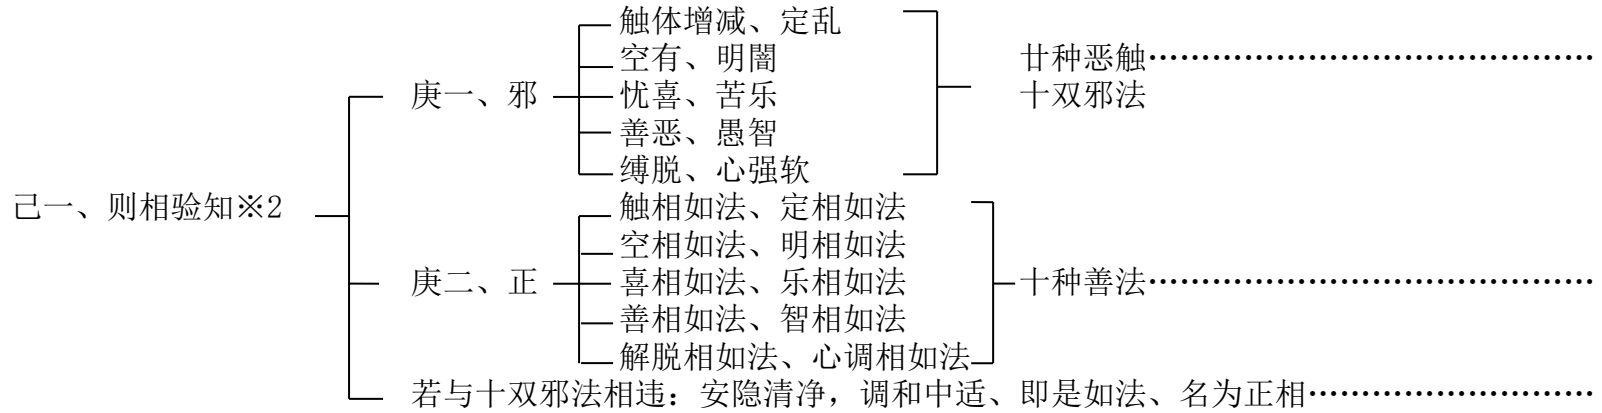 触体增减、定乱
空有、明闇 廿种恶触………………………………………
庚一、邪 忧喜、苦乐 十双邪法
善恶、愚智
缚脱、心强软
己一、则相验知※2 触相如法、定相如法
空相如法、明相如法
庚二、正 喜相如法、乐相如法 十种善法………………………………………
善相如法、智相如法
解脱相如法、心调相如法
若与十双邪法相违：安隐清净，调和中适、即是如法、名为正相…………………………